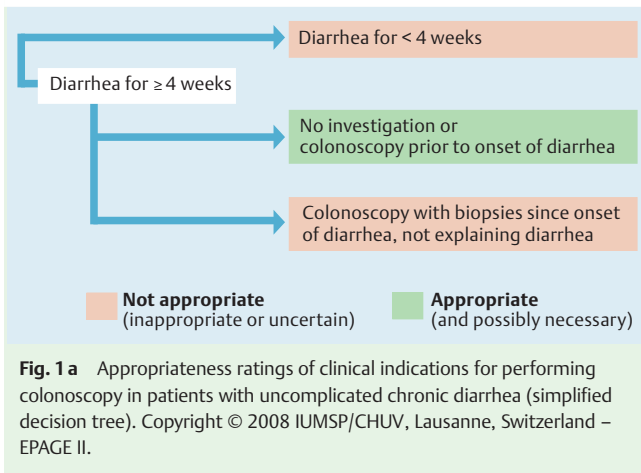 Diarrhea for < 4 weeks
Diarrhea for ≥ 4 weeks
No investigation or
colonoscopy prior to onset of diarrhea
Colonoscopy with biopsies since onset
of diarrhea, not explaining diarrhea
Not appropriate
(inappropriate or uncertain)
Appropriate
(and possibly necessary)
Fig. 1 a Appropriateness ratings of clinical indications for performing
colonoscopy in patients with uncomplicated chronic diarrhea (simplified
decision tree). Copyright © 2008 IUMSP/CHUV, Lausanne, Switzerland –
EPAGE II.